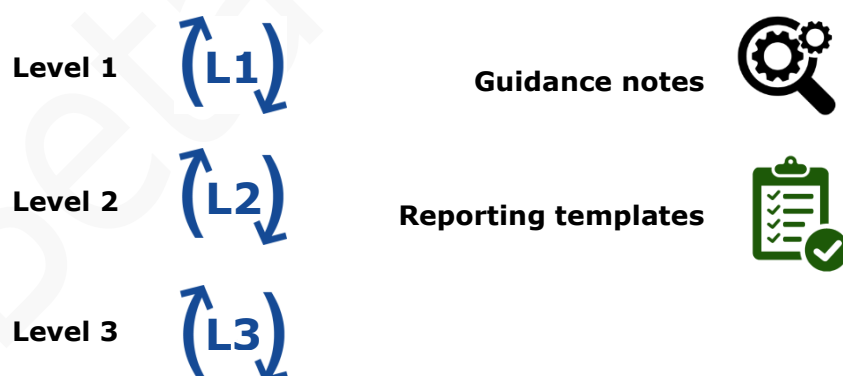 Level 1
L1
Guidance notes
Level 2
L2
Reporting templates
Level 3
L3